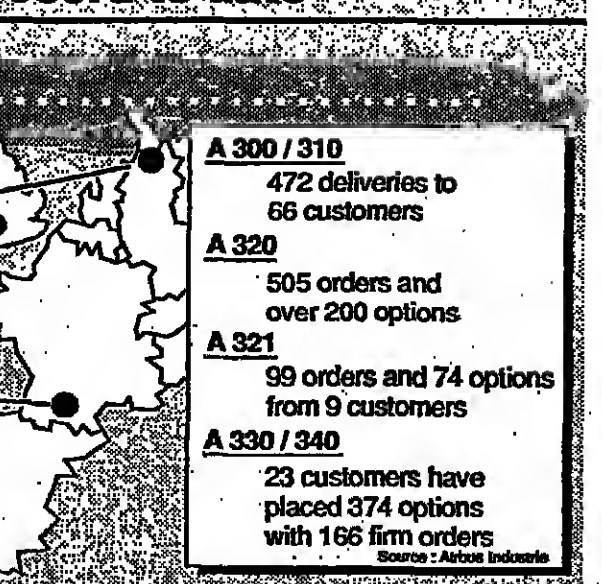 A 300 / 310
472 deliveries to
66 customers
A 320
505 orders and
over 200 options
A 321
99 orders and 74 options
from 9 customers
A 330 / 340
23 customers have
placed 374 options
with 166 firm orders
Source : Airbus Industrie